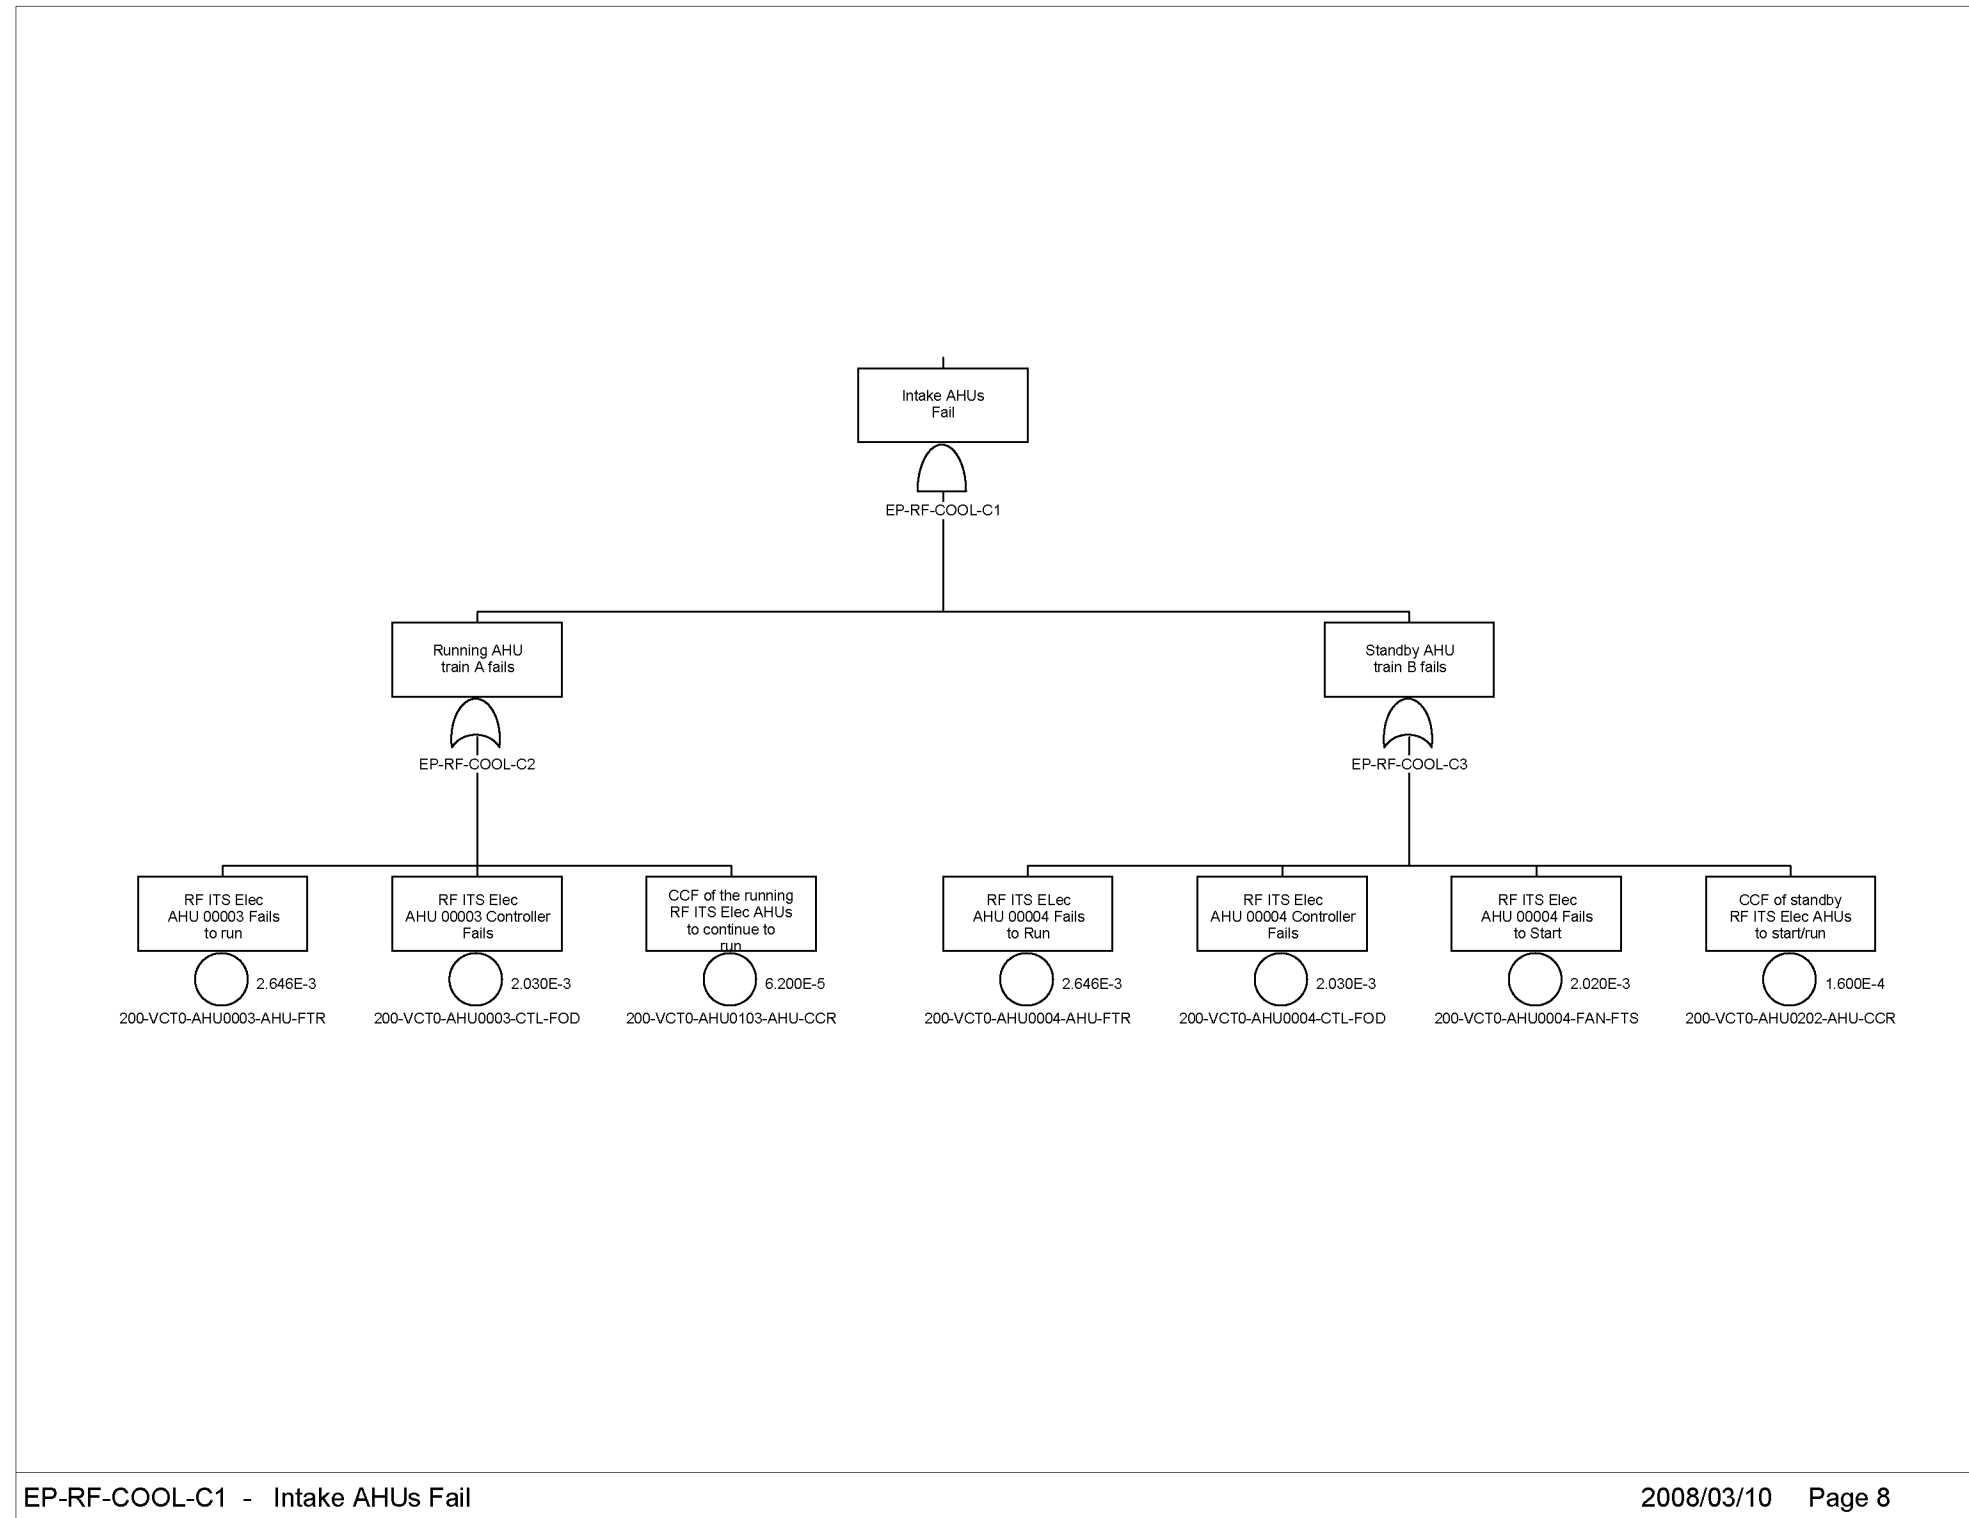 Intake AHUs
Fail
EP-RF-COOL-C1
Running AHU
train A fails
EP-RF-COOL-C2
Standby AHU
train B fails
EP-RF-COOL-C3
RF ITS Elec
AHU 00003 Fails
to run
2.646E-3
200-VCT0-AHU0003-AHU-FTR
RF ITS Elec
AHU 00003 Controller
Fails
2.030E-3
200-VCT0-AHU0003-CTL-FOD
CCF of the running
RF ITS Elec AHUs
to continue to
run
6.200E-5
200-VCT0-AHU0103-AHU-CCR
RF ITS ELec
AHU 00004 Fails
to Run
2.646E-3
200-VCT0-AHU0004-AHU-FTR
RF ITS Elec
AHU 00004 Controller
Fails
2.030E-3
200-VCT0-AHU0004-CTL-FOD
RF ITS Elec
AHU 00004 Fails
to Start
2.020E-3
200-VCT0-AHU0004-FAN-FTS
CCF of standby
RF ITS Elec AHUs
to start/run
1.600E-4
200-VCT0-AHU0202-AHU-CCR
EP-RF-COOL-C1 - Intake AHUs Fail
2008/03/10 Page 8